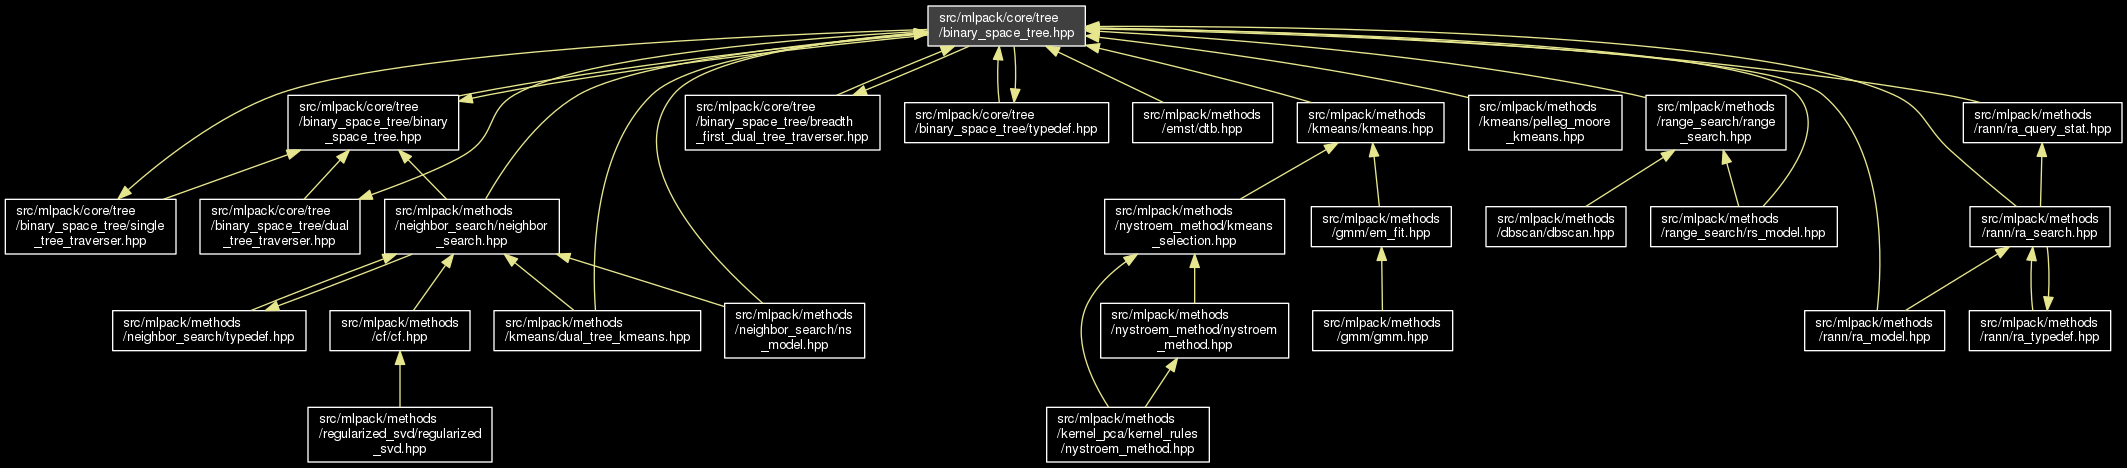 src/mlpack/core/tree
/binary_space_tree.hpp
src/mlpack/core/tree
/binary_space_tree/binary
_space_tree.hpp
src/mlpack/core/tree
/binary_space_tree/breadth
_first_dual_tree_traverser.hpp
src/mlpack/core/tree
/binary_space_tree/typedef.hpp
src/mlpack/methods
/emst/dtb.hpp
src/mlpack/methods
/kmeans/kmeans.hpp
src/mlpack/methods
/kmeans/pelleg_moore
_kmeans.hpp
src/mlpack/methods
/range_search/range
_search.hpp
src/mlpack/methods
/rann/ra_query_stat.hpp
src/mlpack/core/tree
/binary_space_tree/single
_tree_traverser.hpp
src/mlpack/core/tree
/binary_space_tree/dual
_tree_traverser.hpp
src/mlpack/methods
/neighbor_search/neighbor
_search.hpp
src/mlpack/methods
/nystroem_method/kmeans
_selection.hpp
src/mlpack/methods
/gmm/em_fit.hpp
src/mlpack/methods
/dbscan/dbscan.hpp
src/mlpack/methods
/range_search/rs_model.hpp
src/mlpack/methods
/rann/ra_search.hpp
src/mlpack/methods
/neighbor_search/typedef.hpp
src/mlpack/methods
/cf/cf.hpp
src/mlpack/methods
/kmeans/dual_tree_kmeans.hpp
src/mlpack/methods
/neighbor_search/ns
_model.hpp
src/mlpack/methods
/nystroem_method/nystroem
_method.hpp
src/mlpack/methods
/gmm/gmm.hpp
src/mlpack/methods
/rann/ra_model.hpp
src/mlpack/methods
/rann/ra_typedef.hpp
src/mlpack/methods
/regularized_svd/regularized
_svd.hpp
src/mlpack/methods
/kernel_pca/kernel_rules
/nystroem_method.hpp